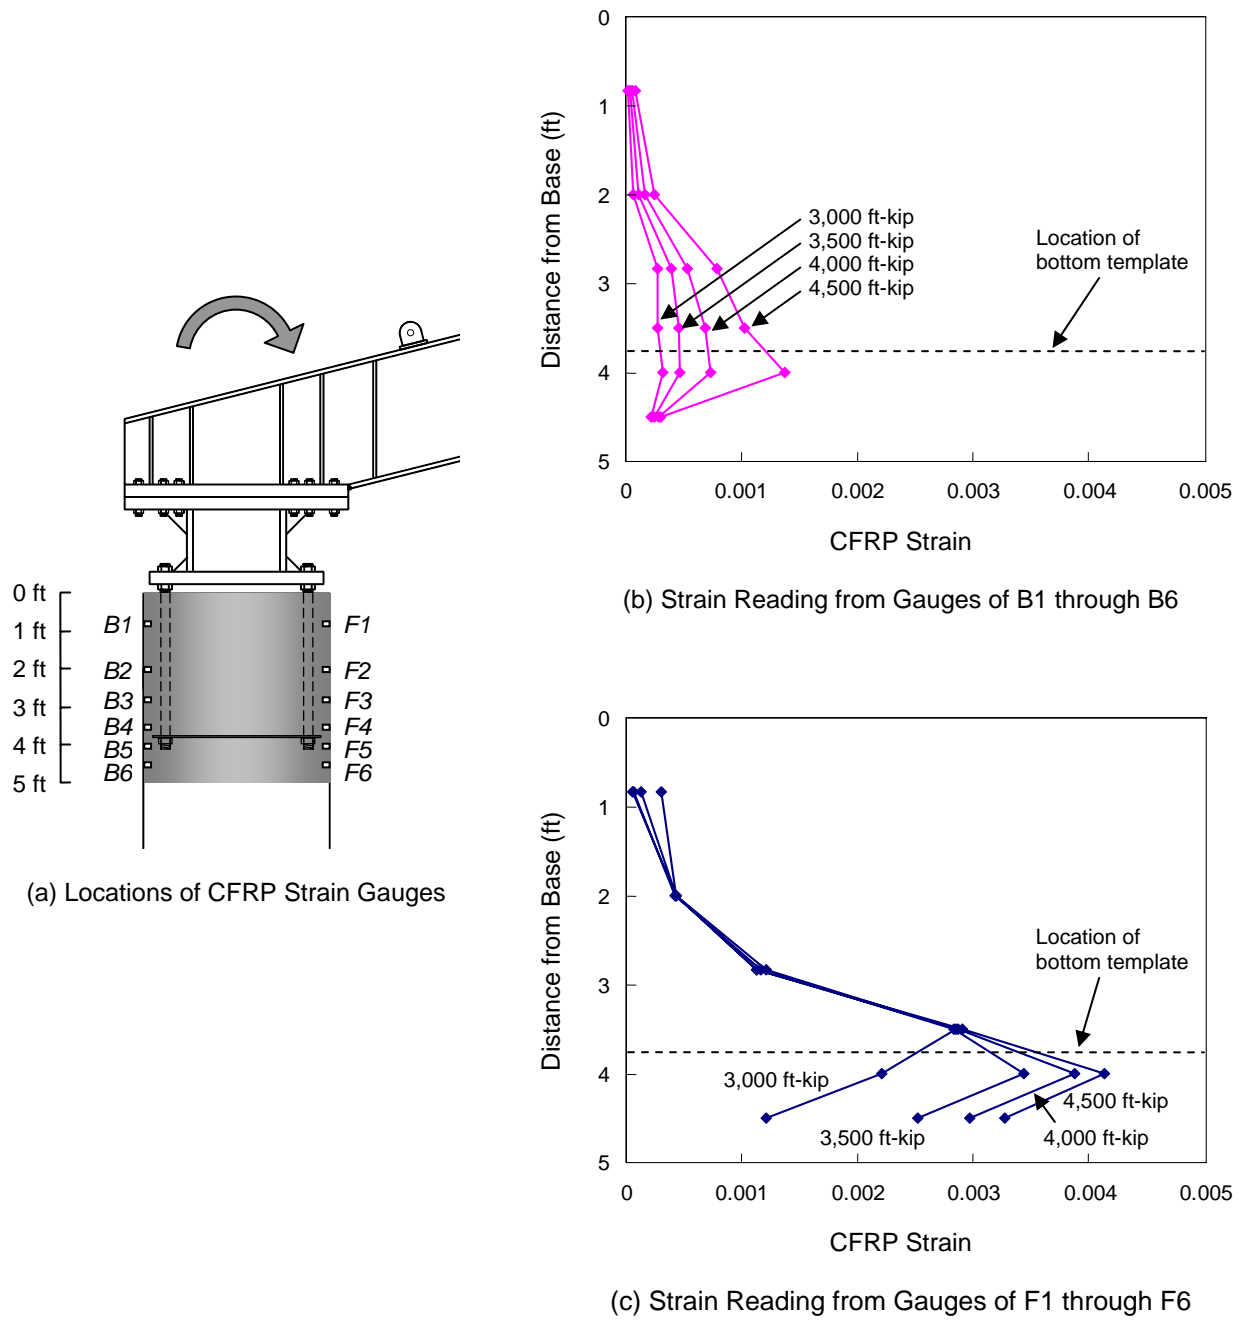 0 ft
1 ft
2 ft
3 ft
4 ft
5 ft
B1
B2
B3
B4
B5
B6
F1
F2
F3
F4
F5
F6
(a) Locations of CFRP Strain Gauges
Distance from Base (ft)
0
1
2
3
4
5
3,000 ft-kip
3,500 ft-kip
4,000 ft-kip
4,500 ft-kip
Location of
bottom template
0 0.001 0.002 0.003 0.004 0.005
CFRP Strain
(b) Strain Reading from Gauges of B1 through B6
Distance from Base (ft)
0
1
2
3
4
5
Location of
bottom template
3,000 ft-kip
4,500 ft-kip
3,500 ft-kip
4,000 ft-kip
0 0.001 0.002 0.003 0.004 0.005
CFRP Strain
(c) Strain Reading from Gauges of F1 through F6